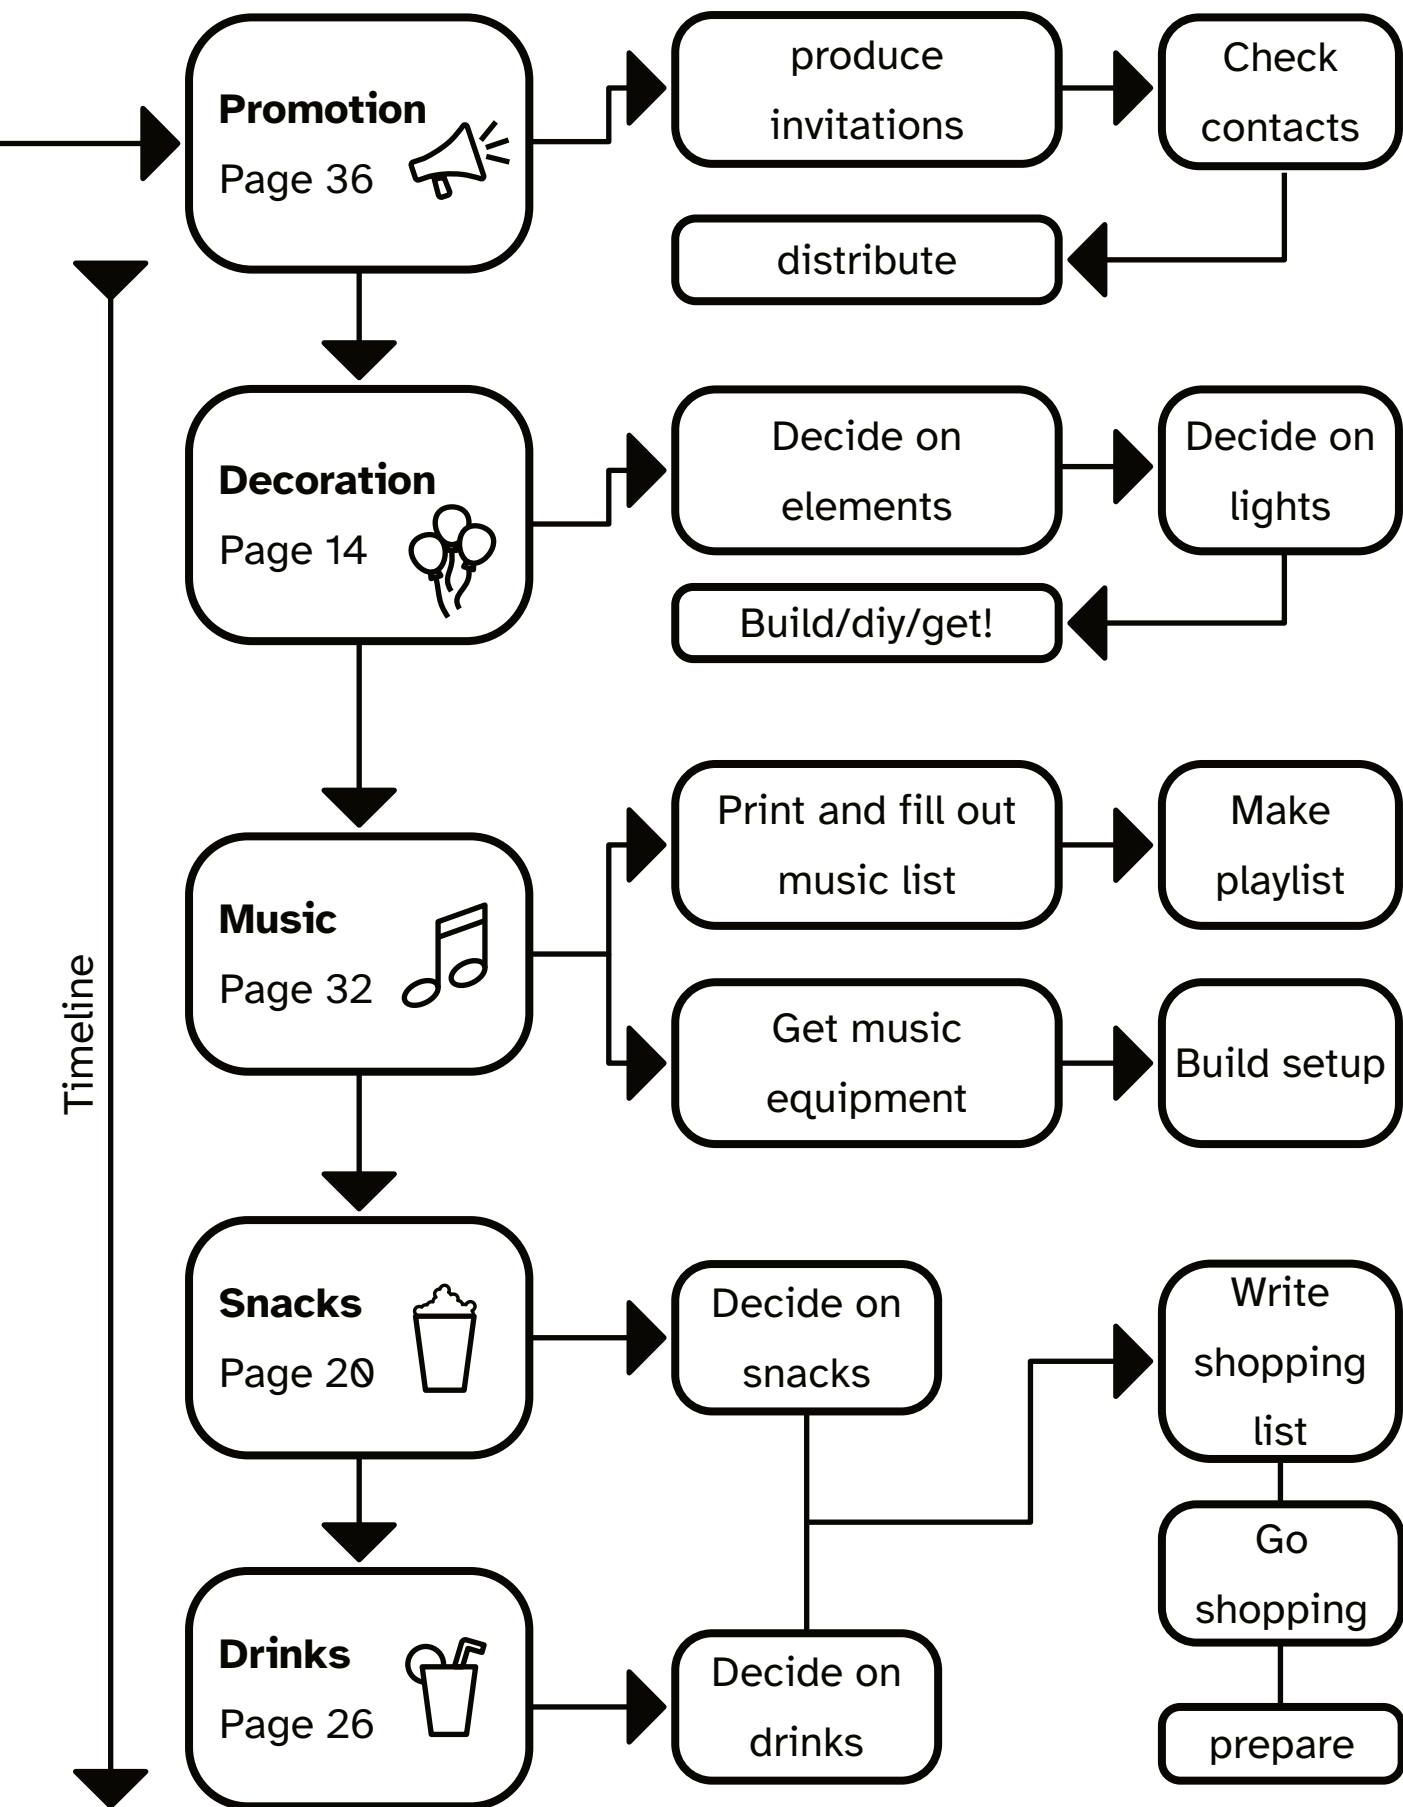 Promotion
Page 36
produce
invitations
Check
contacts
distribute
Decoration
Page 14
Decide on
elements
Decide on
lights
Build/diy/get!
Timeline
Music
Page 32
Print and fill out
music list
Make
playlist
Get music
equipment
Build setup
Snacks
Page 20
Decide on
snacks
Write
shopping
list
Go
shopping
Drinks
Page 26
Decide on
drinks
prepare